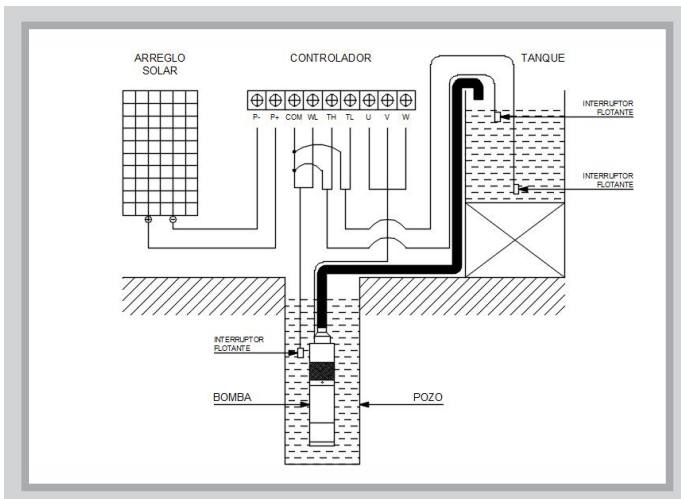 ARREGLO
SOLAR
CONTROLADOR
TANQUE
P- P+ COM WL TH TL U V W
INTERRUPTOR
FLOTANTE
INTERRUPTOR
FLOTANTE
INTERRUPTOR
FLOTANTE
BOMBA
POZO